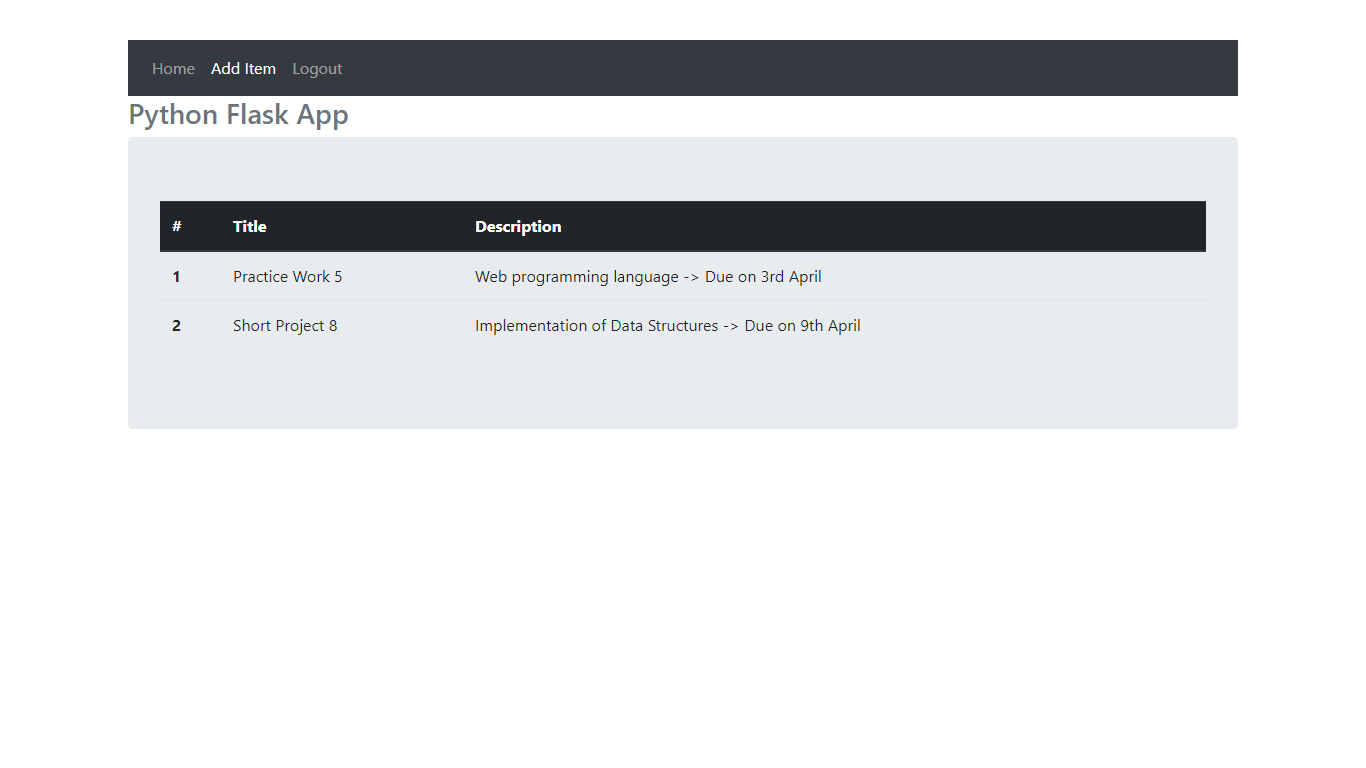 Home Add Item Logout
Python Flask App
# Title Description
1 Practice Work 5 Web programming language -> Due on 3rd April
2 Short Project 8 Implementation of Data Structures -> Due on 9th April